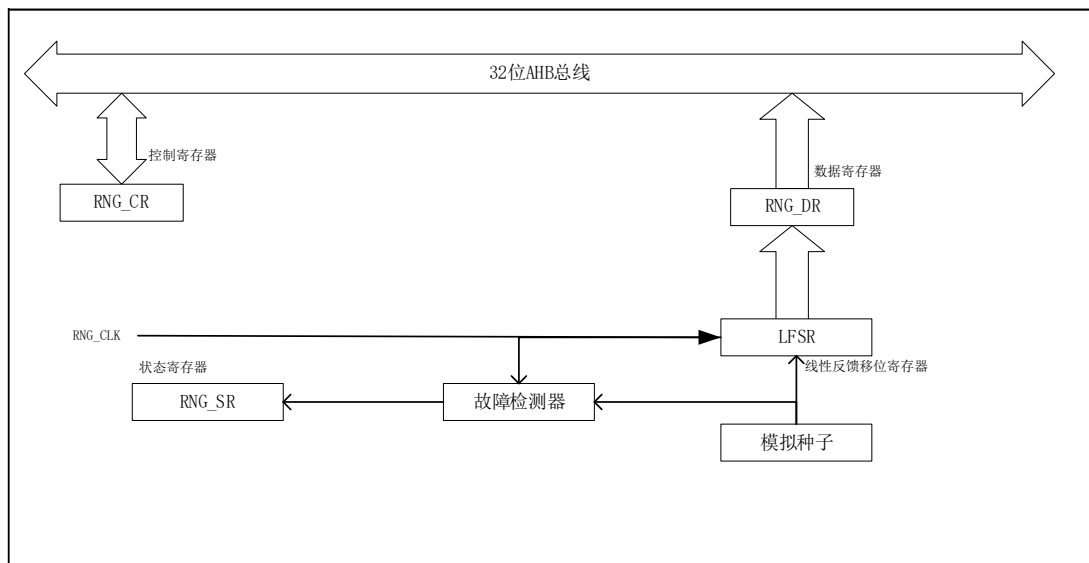 32位AHB总线
控制寄存器
数据寄存器
RNG_CR
RNG_DR
RNG_CLK
LFSR
状态寄存器
线性反馈移位寄存器
RNG_SR
故障检测器
模拟种子